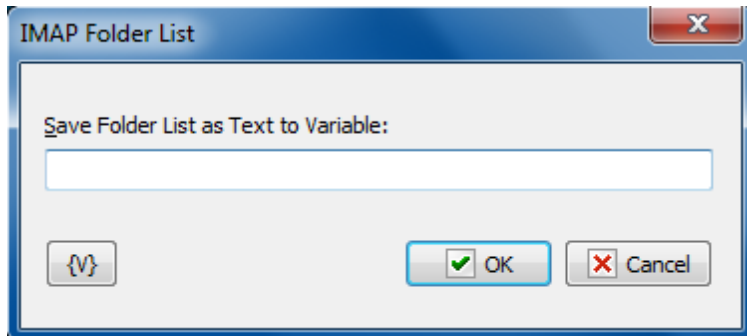 IMAP Folder List
Save Folder List as Text to Variable:
{V}
OK
Cancel